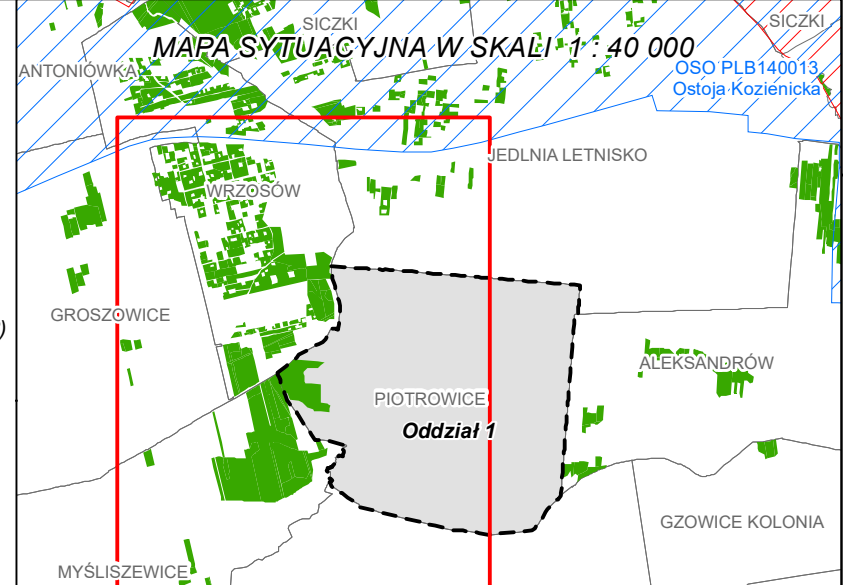 SICZKI
SICZKI
MAPA SYTUACYJNA W SKALI 1 : 40 000
ANTONIÓWKA
OSO PLB140013
Ostoja Kozienicka
JEDLNIA LETNISKO
WRZOSÓW
GROSZOWICE
)
ALEKSANDRÓW
PIOTROWICE
Oddział 1
GZOWICE KOLONIA
MYŚLISZEWICE